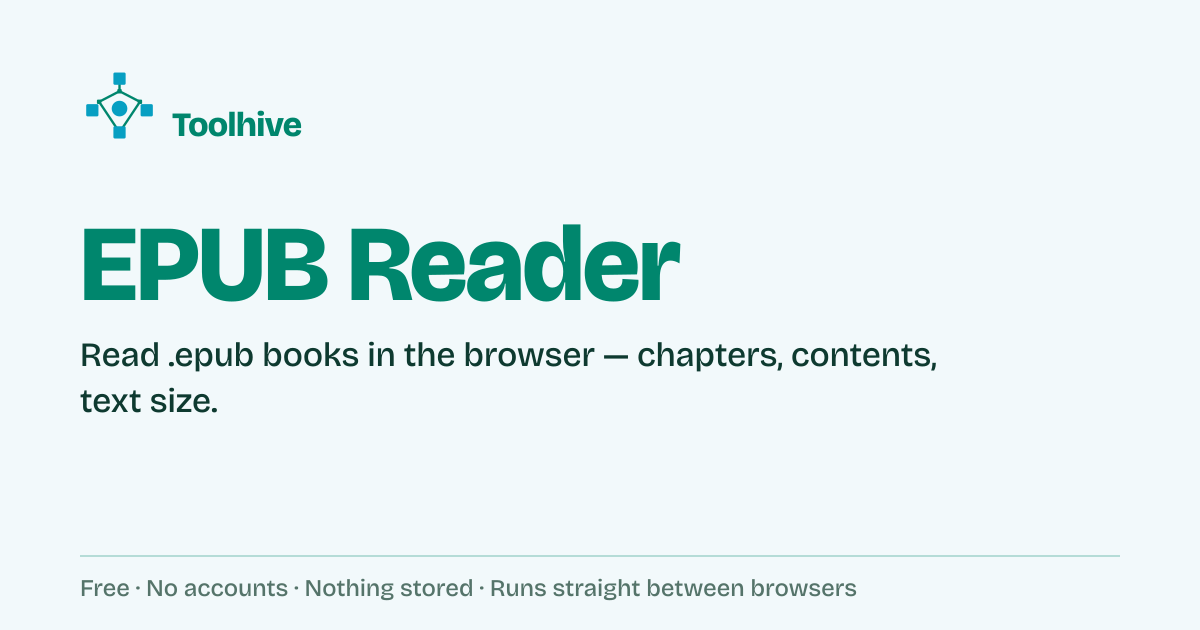 Toolhive
EPUB Reader
Read .epub books in the browser — chapters, contents,
text size.
Free · No accounts · Nothing stored · Runs straight between browsers